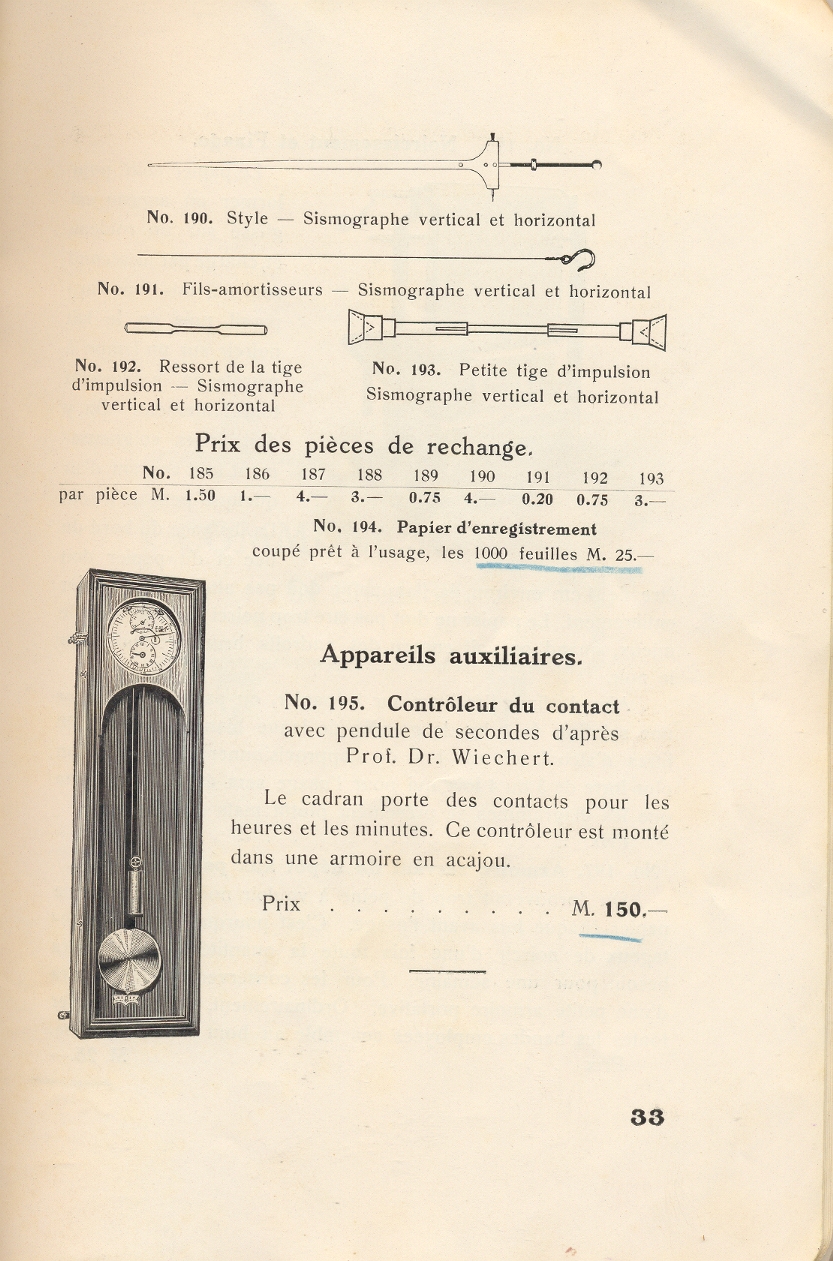 No. 190. Style — Sismographe vertical et horizontal
No. 191. Fils-amortisseurs — Sismographe vertical et horizontal
No. 192. Ressort de la tige
d'impulsion — Sismographe
vertical et horizontal
No. 193. Petite tige d'impulsion
Sismographe vertical et horizontal
Prix des pièces de rechange.
No. 185 186 187 188 189 190 191 192 193
par pièce M. 1.50 1.— 4.— 3.— 0.75 4.— 0.20 0.75 3.—
No. 194. Papier d'enregistrement
coupé prêt à l'usage, les 1000 feuilles M. 25.—
Appareils auxiliaires.
No. 195. Contrôleur du contact
avec pendule de secondes d'après
Prof. Dr. Wiechert.
Le cadran porte des contacts pour les
heures et les minutes. Ce contrôleur est monté
dans une armoire en acajou.
Prix . . . . . . . . . M. 150.—
33